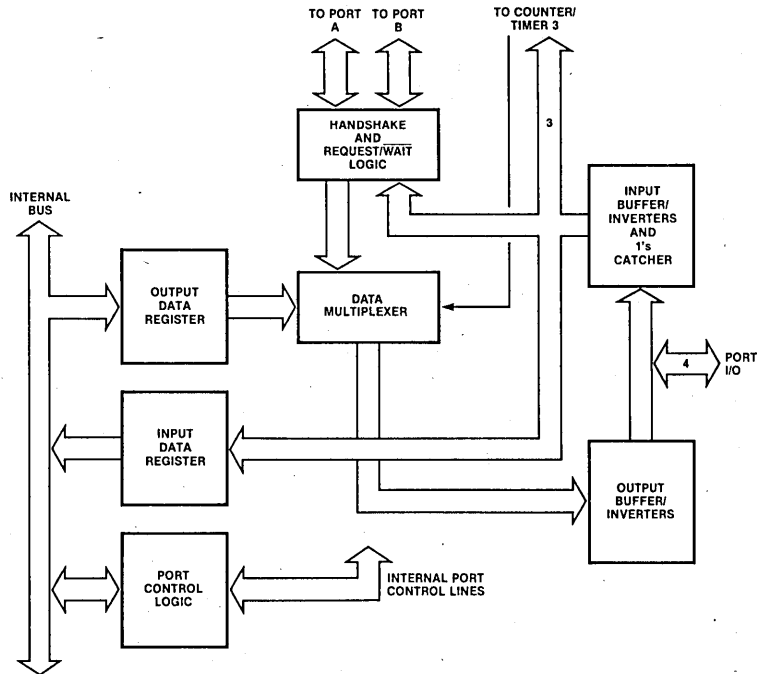 TO PORT
A
TO PORT
B
TO COUNTER/
TIMER 3
3
HANDSHAKE
AND
REQUEST/WAIT
LOGIC
INPUT
BUFFER/
INVERTERS
AND
1's
CATCHER
INTERNAL
BUS
OUTPUT
DATA
REGISTER
DATA
MULTIPLEXER
4
PORT
I/O
INPUT
DATA
REGISTER
OUTPUT
BUFFER/
INVERTERS
PORT
CONTROL
LOGIC
INTERNAL PORT
CONTROL LINES